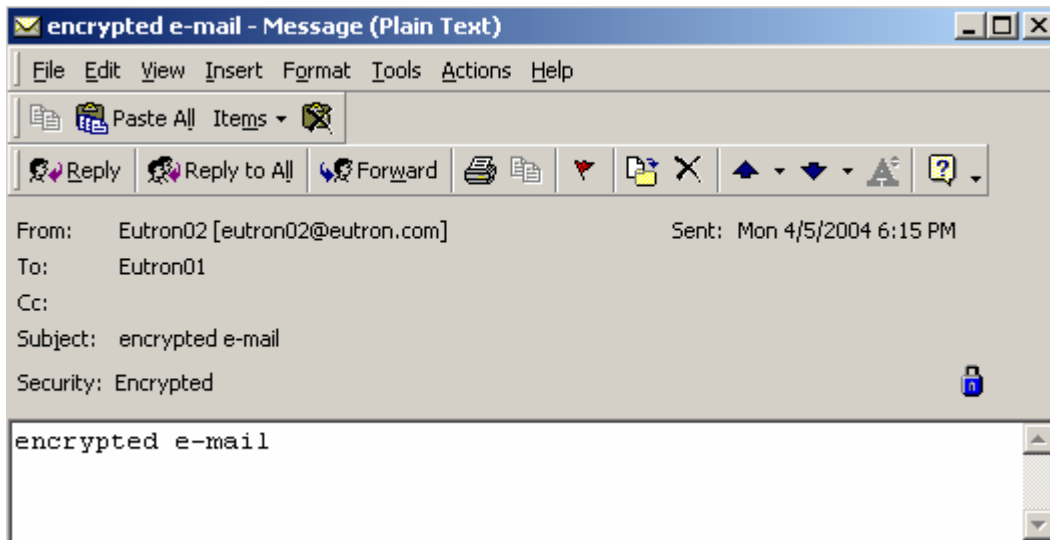 encrypted e-mail - Message (Plain Text)
File Edit View Insert Format Tools Actions Help
Paste All Items
Reply Reply to All Forward
From: Eutron02 [eutron02@eutron.com] Sent: Mon 4/5/2004 6:15 PM
To: Eutron01
Cc:
Subject: encrypted e-mail
Security: Encrypted
encrypted e-mail